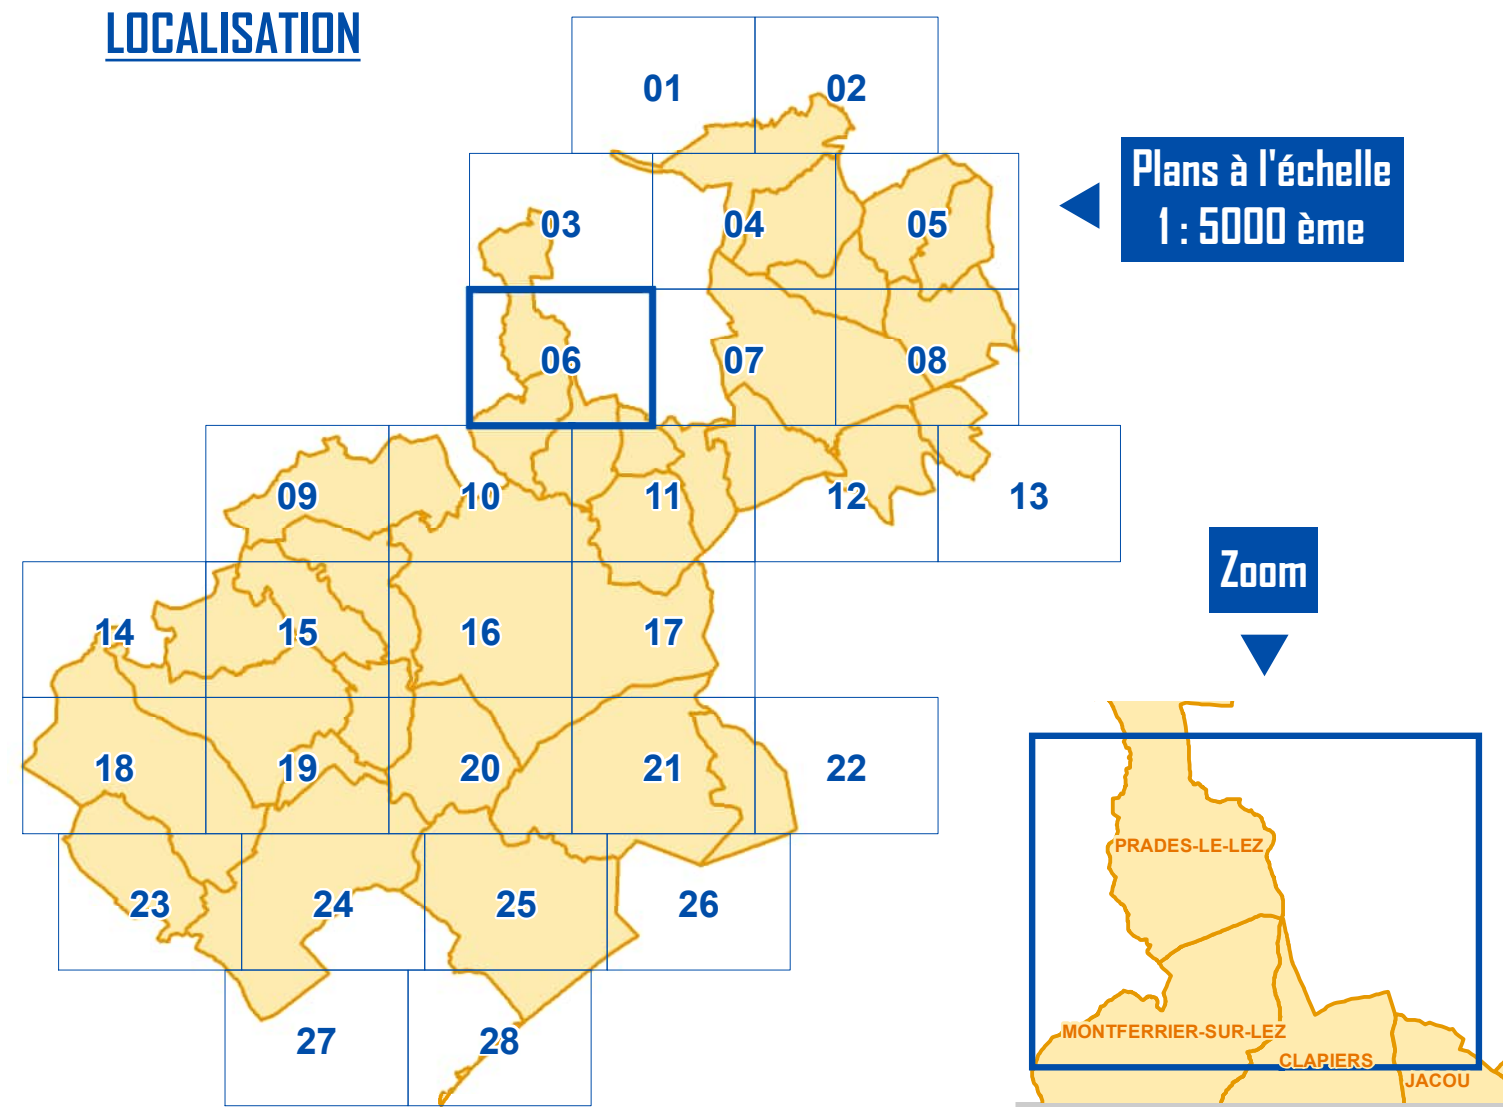 LOCALISATION
01 02
03 04 05
Plans à l'échelle
1 : 5000 ème
06 07 08
09 10 11 12 13
Zoom
14 15 16 17
18 19 20 21 22
23 24 25 26
27 28
PRADES-LE-LEZ
MONTFERRIER-SUR-LEZ
CLAPIERS
JACOU